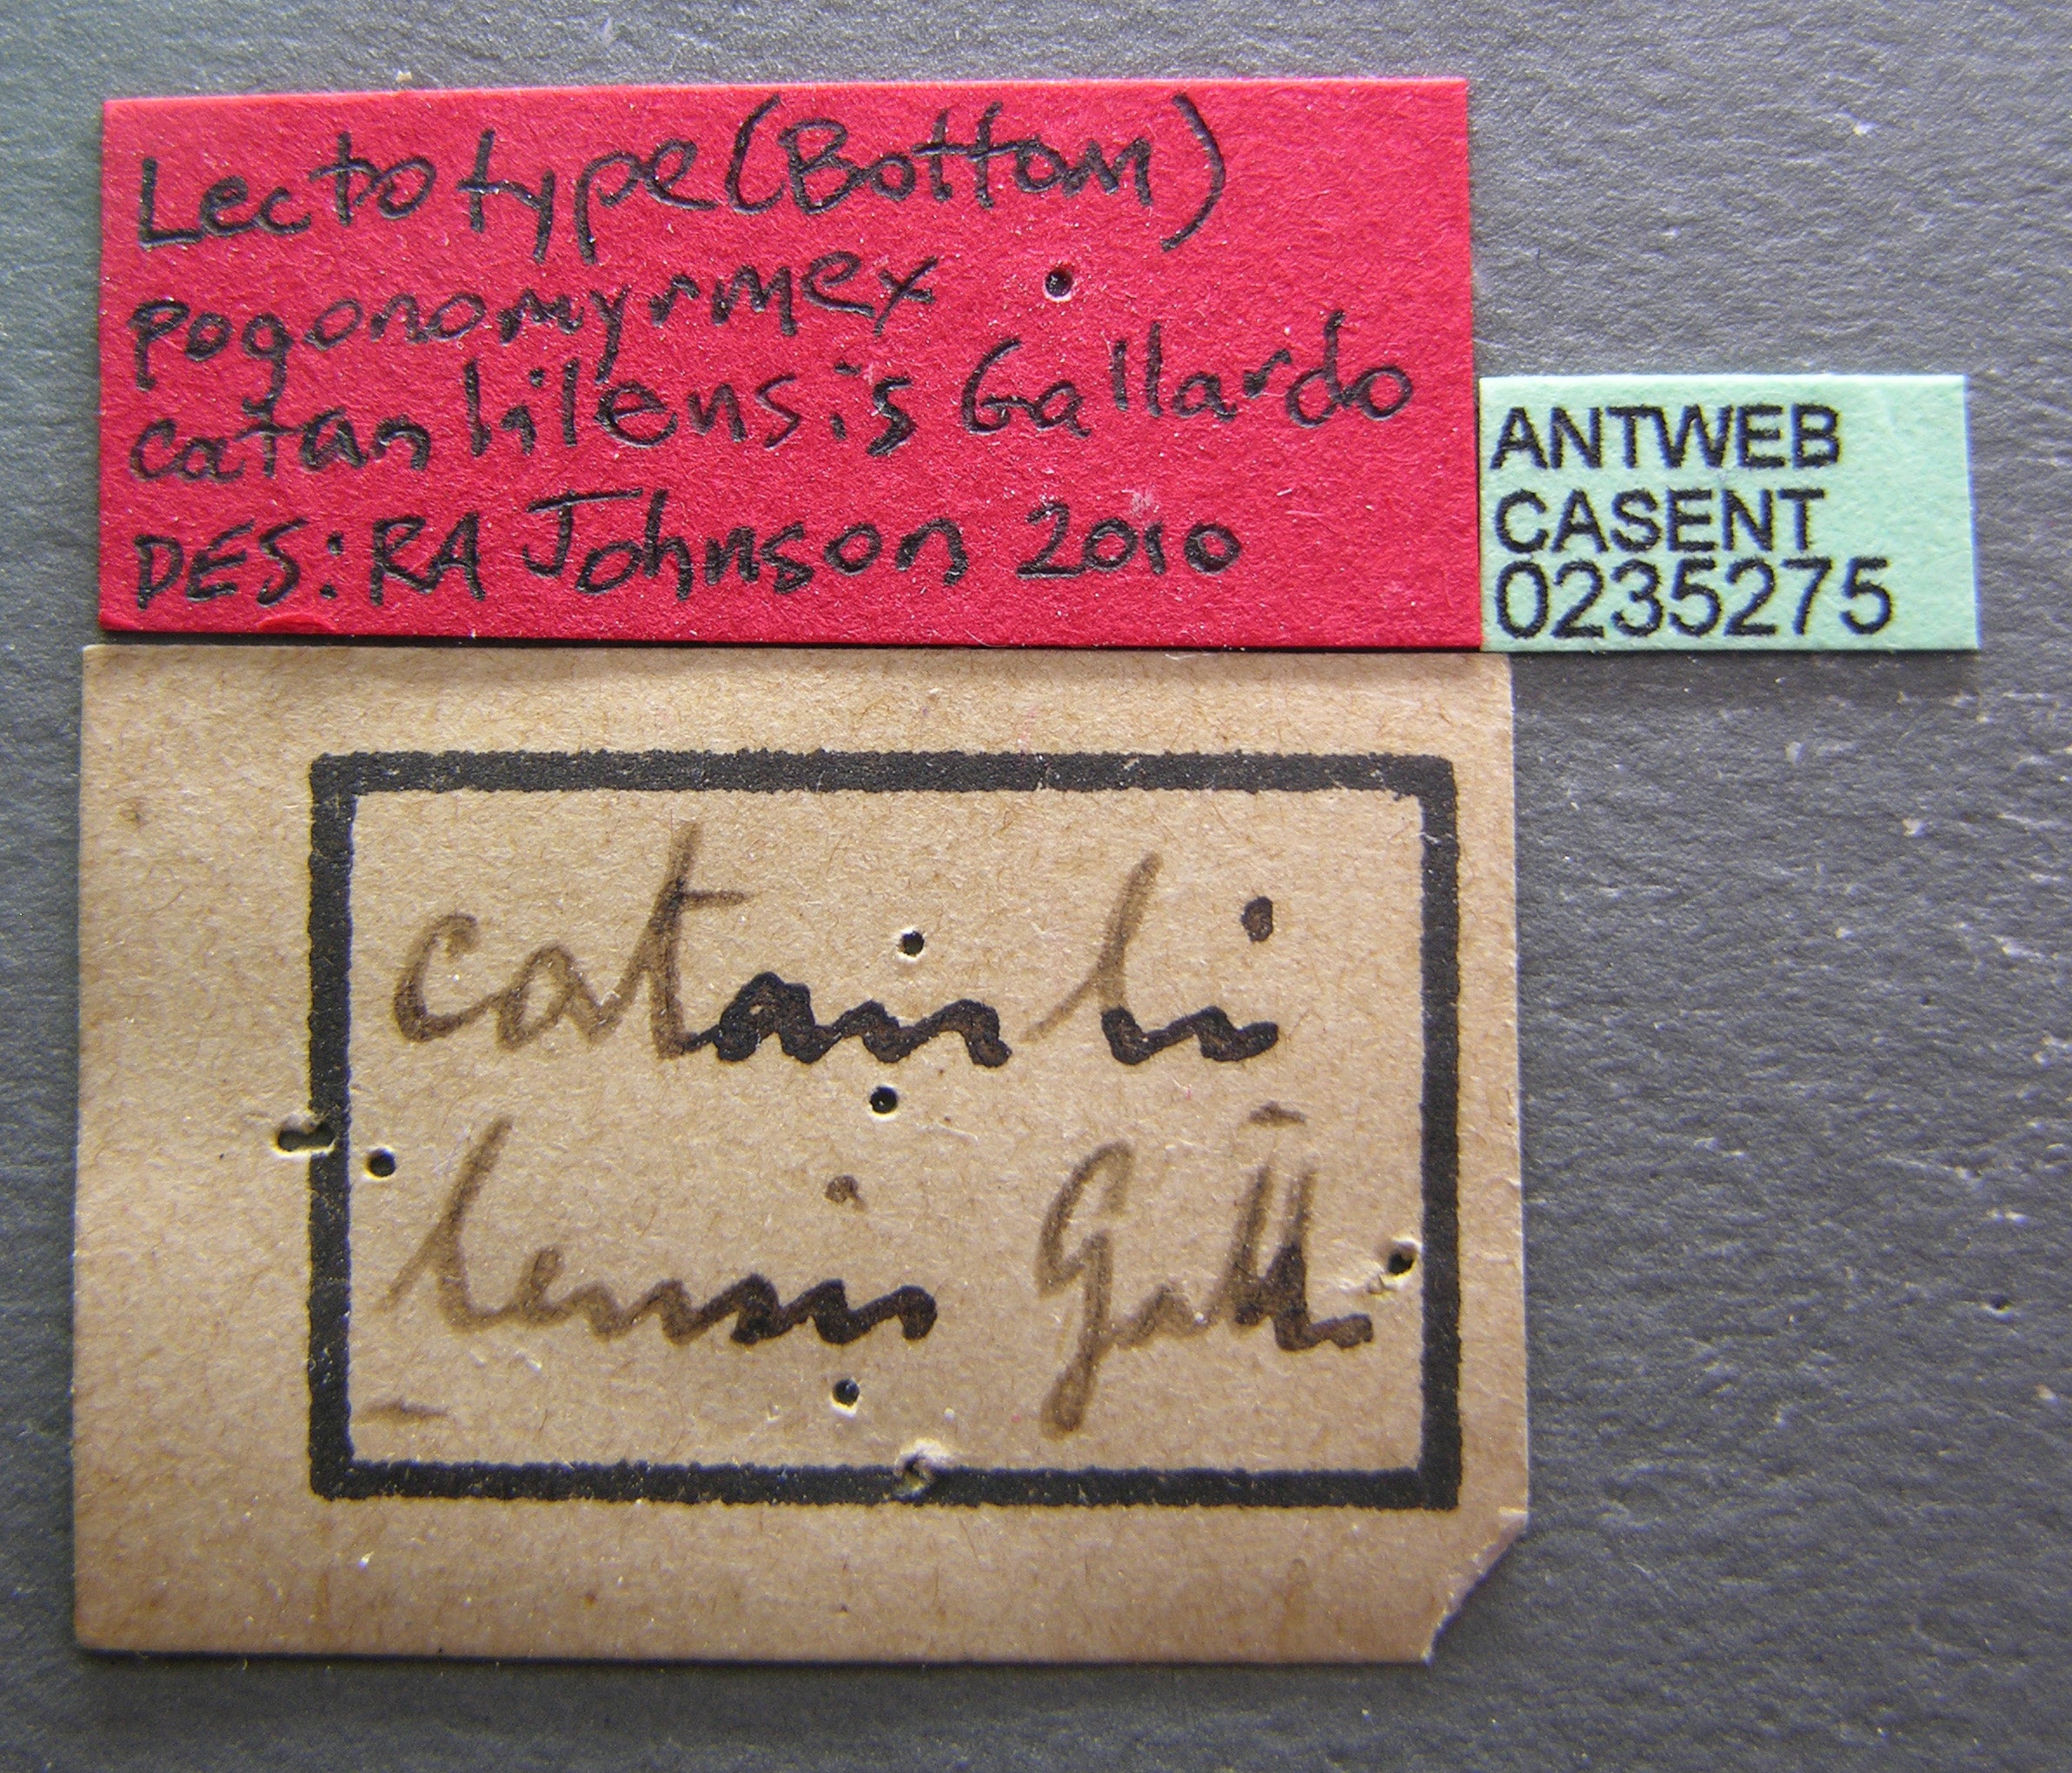 Lectotype (Bottom)
Pogonomyrmex
catanlilensis Gallardo
DES: RA Johnson 2010
ANTWEB
CASENT
0235275
catanli
lensis Gall